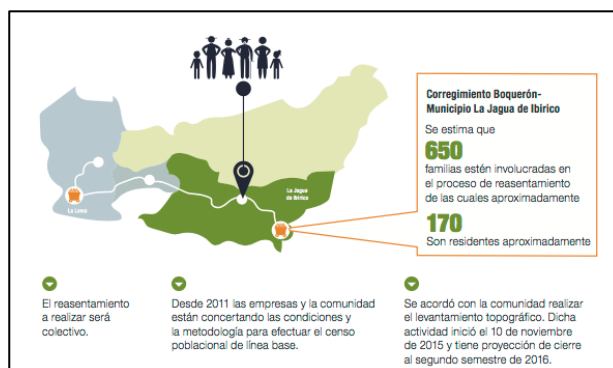 Corregimiento Boquerón-
Municipio La Jagua de Ibirico
Se estima que
650
familias estén involucradas en
el proceso de reasentamiento
de las cuales aproximadamente
170
Son residentes aproximadamente
La Loma
La Jagua
de Ibirico
El reasentamiento
a realizar será
colectivo.
Desde 2011 las empresas y la comunidad
están concertando las condiciones y
la metodología para efectuar el censo
poblacional de línea base.
Se acordó con la comunidad realizar
el levantamiento topográfico. Dicha
actividad inició el 10 de noviembre
de 2015 y tiene proyección de cierre
al segundo semestre de 2016.